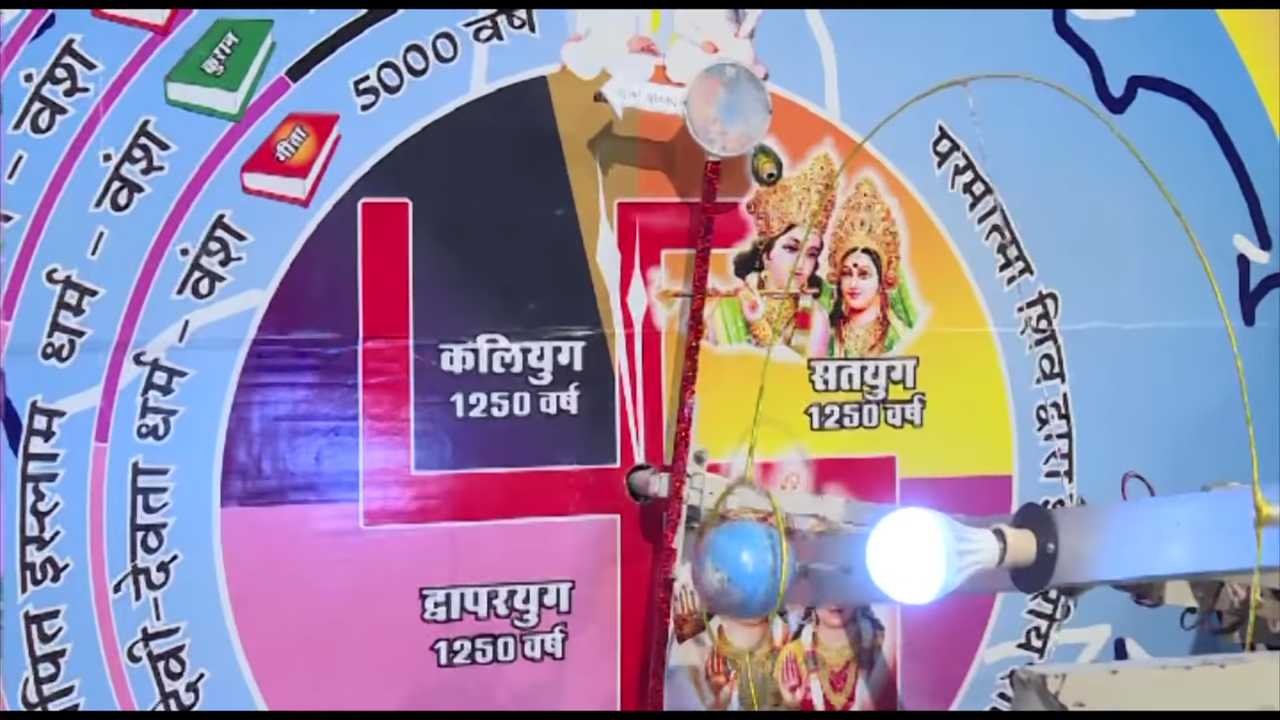 5000 वर्ष
कुरान
गीता
धर्म - वंश
देवी-देवता धर्म - वंश
इस्लाम धर्म - वंश
कलियुग
1250 वर्ष
सतयुग
1250 वर्ष
द्वापरयुग
1250 वर्ष
परमात्मा शिव द्वारा